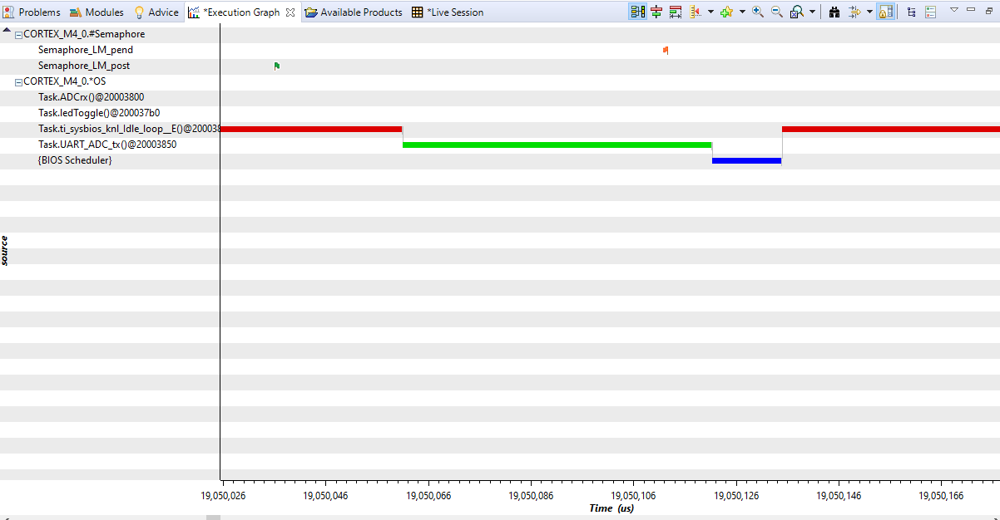 Problems Modules Advice *Execution Graph Available Products *Live Session
CORTEX_M4_0.#Semaphore
Semaphore_LM_pend
Semaphore_LM_post
CORTEX_M4_0.*OS
Task.ADCrx()@20003800
Task.ledToggle()@200037b0
Task.ti_sysbios_knl_Idle_loop__E()@200038
Task.UART_ADC_tx()@20003850
{BIOS Scheduler}
source
19,050,026 19,050,046 19,050,066 19,050,086 19,050,106 19,050,126 19,050,146 19,050,166
Time (us)